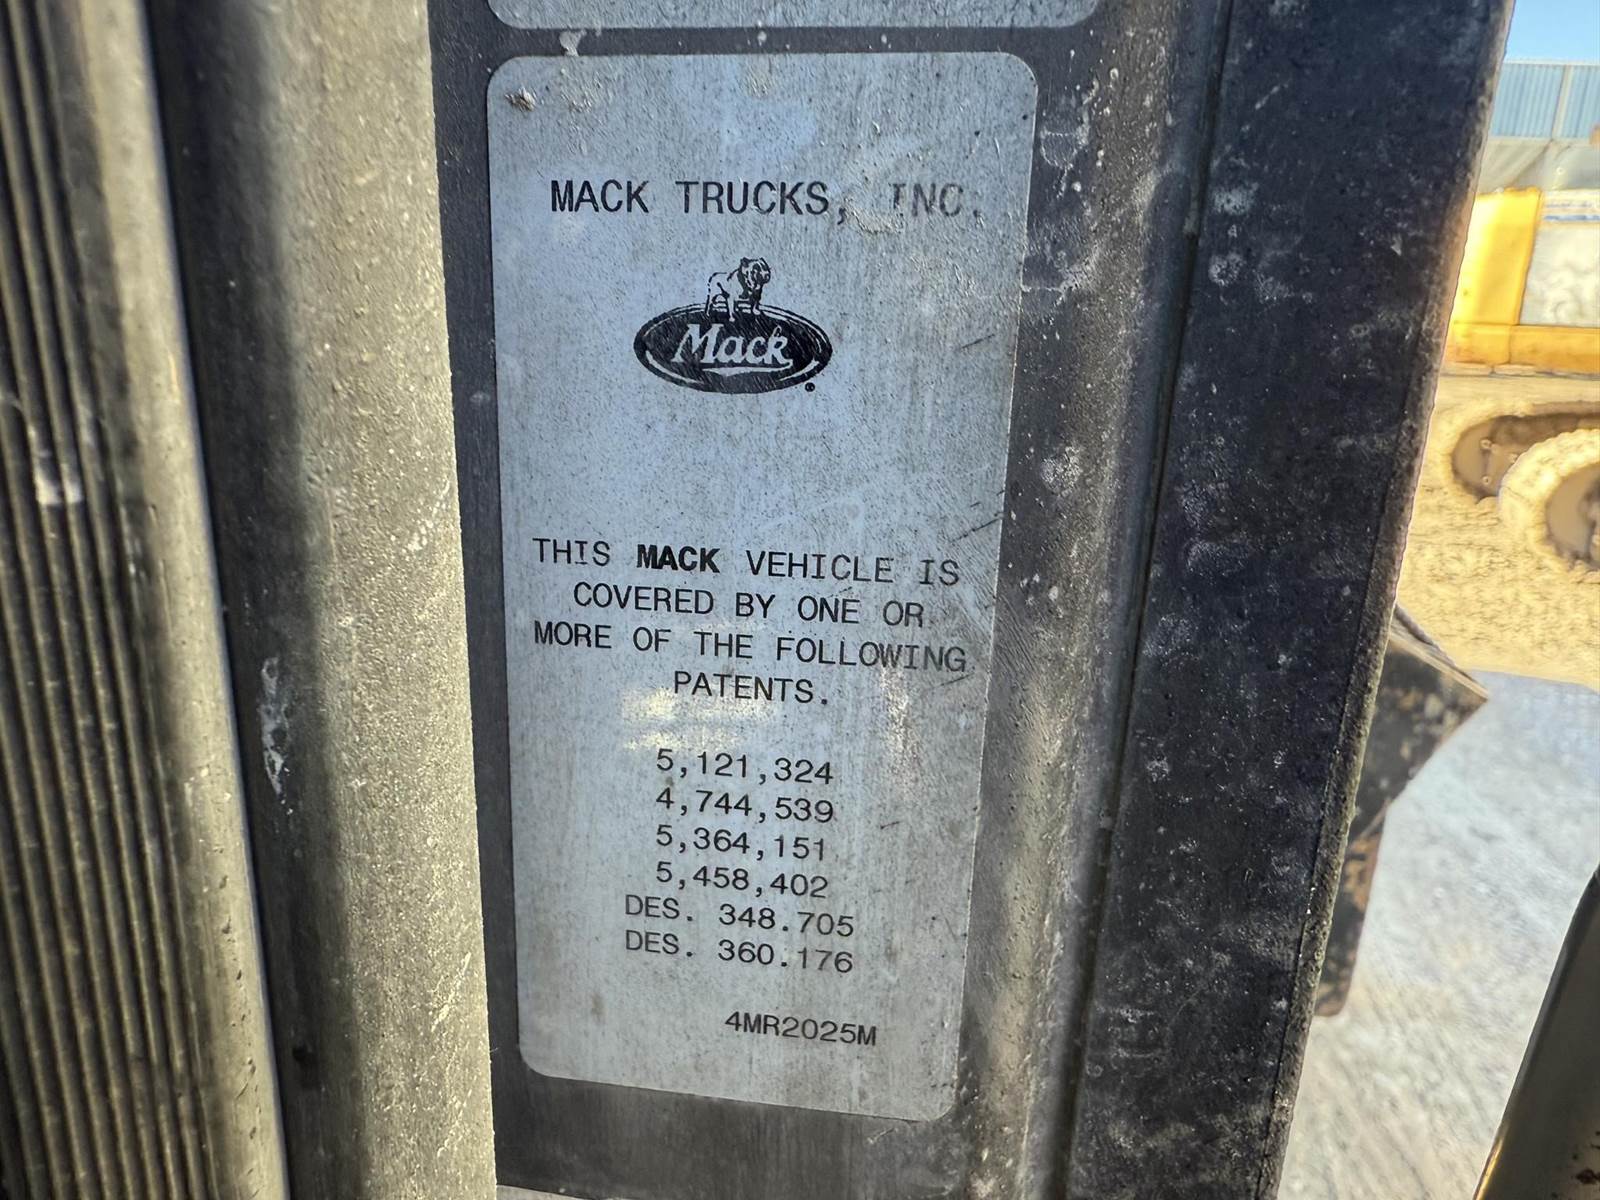 MACK TRUCKS, INC.
Mack
®
THIS MACK VEHICLE IS
COVERED BY ONE OR
MORE OF THE FOLLOWING
PATENTS.
5,121,324
4,744,539
5,364,151
5,458,402
DES. 348.705
DES. 360.176
4MR2025M